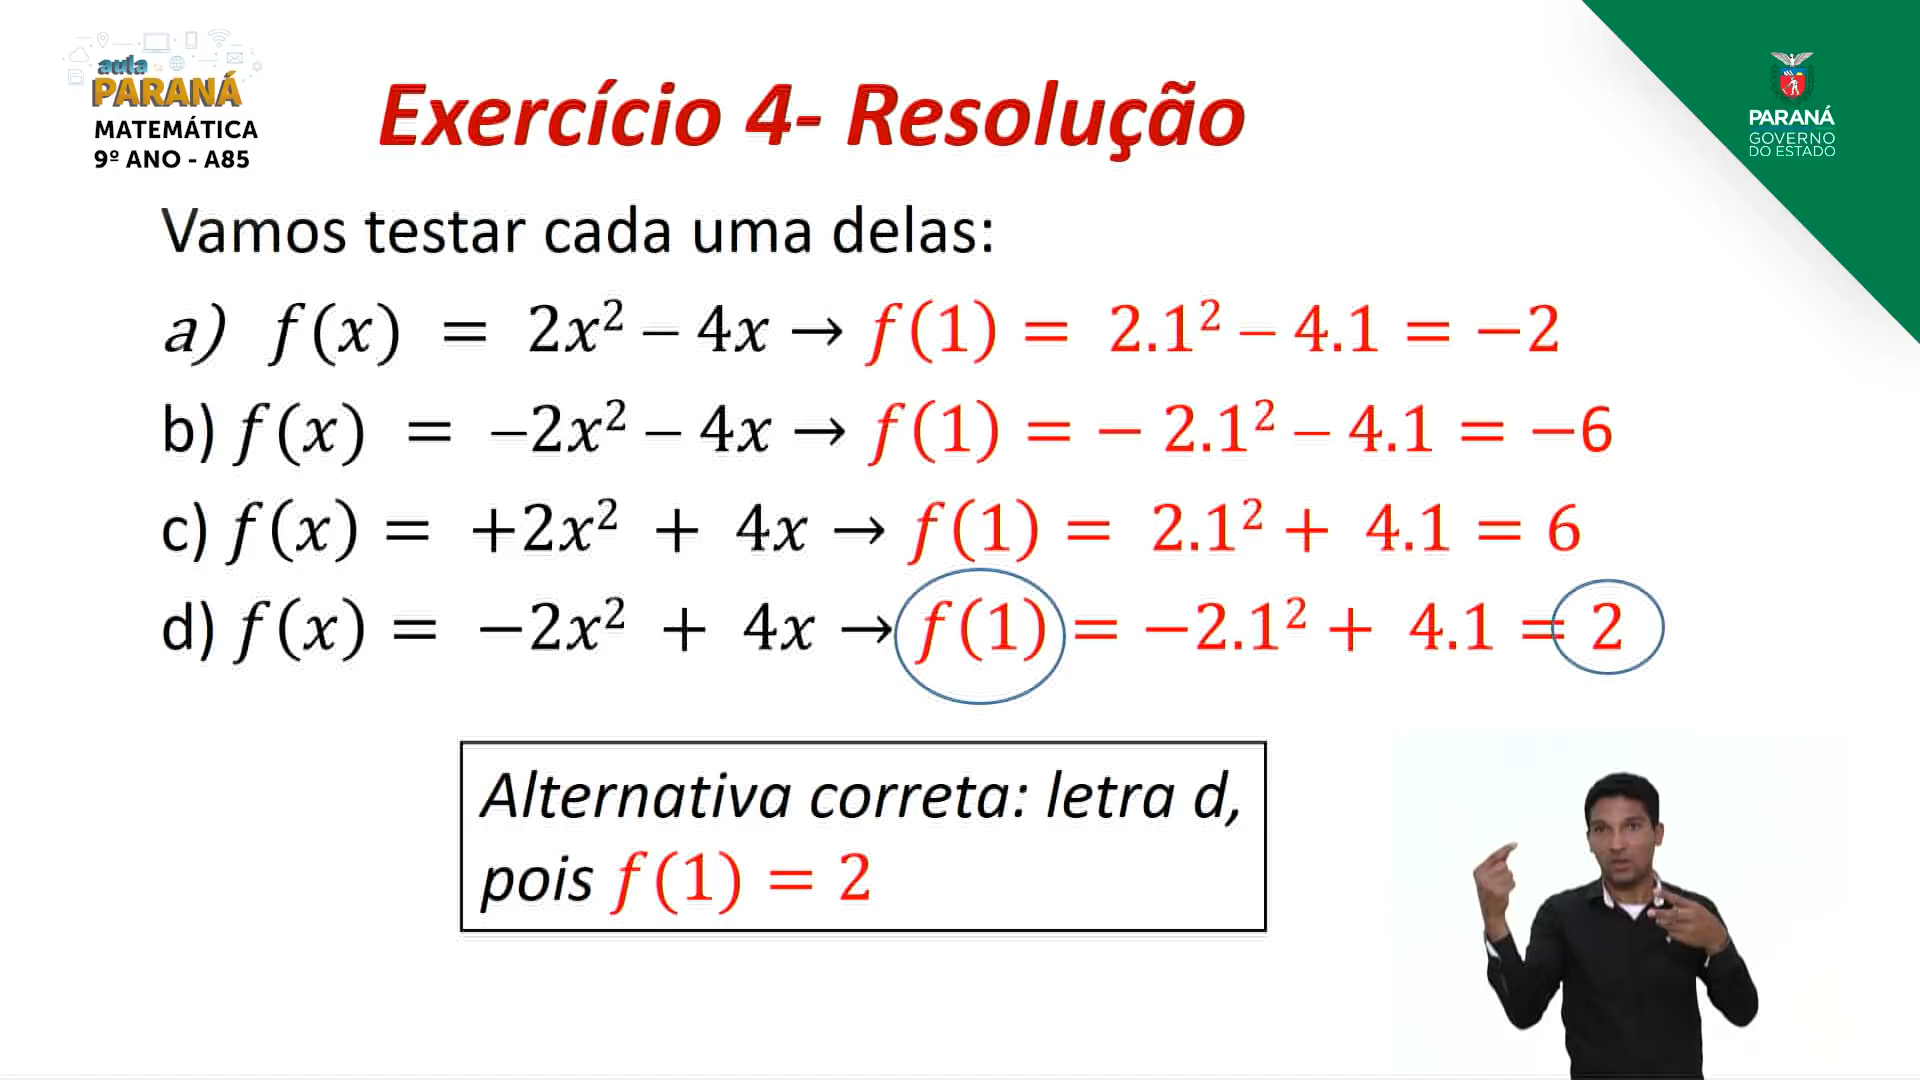 aula
PARANÁ
MATEMÁTICA
9º ANO - A85
Exercício 4- Resolução
PARANÁ
GOVERNO
DO ESTADO
Vamos testar cada uma delas:
a) f(x) = 2x² – 4x → f(1) = 2.1² – 4.1 = −2
b) f(x) = –2x² – 4x → f(1) = − 2.1² – 4.1 = −6
c) f(x) = +2x² + 4x → f(1) = 2.1² + 4.1 = 6
d) f(x) = −2x² + 4x → f(1) = −2.1² + 4.1 = 2
Alternativa correta: letra d,
pois f(1) = 2